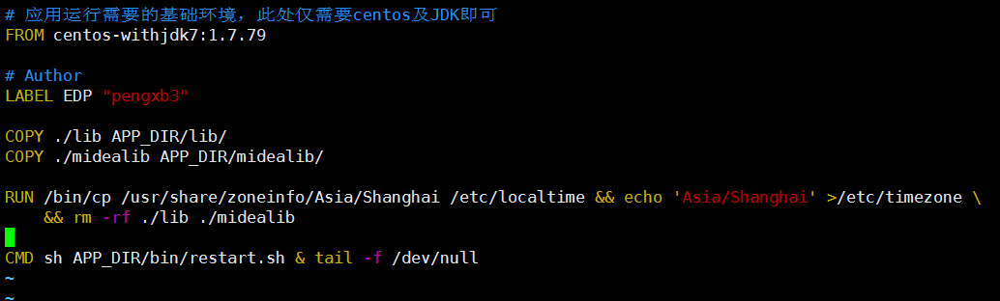 # 应用运行需要的基础环境，此处仅需要centos及JDK即可
FROM centos-withjdk7:1.7.79
# Author
LABEL EDP "pengxb3"
COPY ./lib APP_DIR/lib/
COPY ./midealib APP_DIR/midealib/
RUN /bin/cp /usr/share/zoneinfo/Asia/Shanghai /etc/localtime && echo 'Asia/Shanghai' >/etc/timezone \
&& rm -rf ./lib ./midealib
CMD sh APP_DIR/bin/restart.sh & tail -f /dev/null
~
~